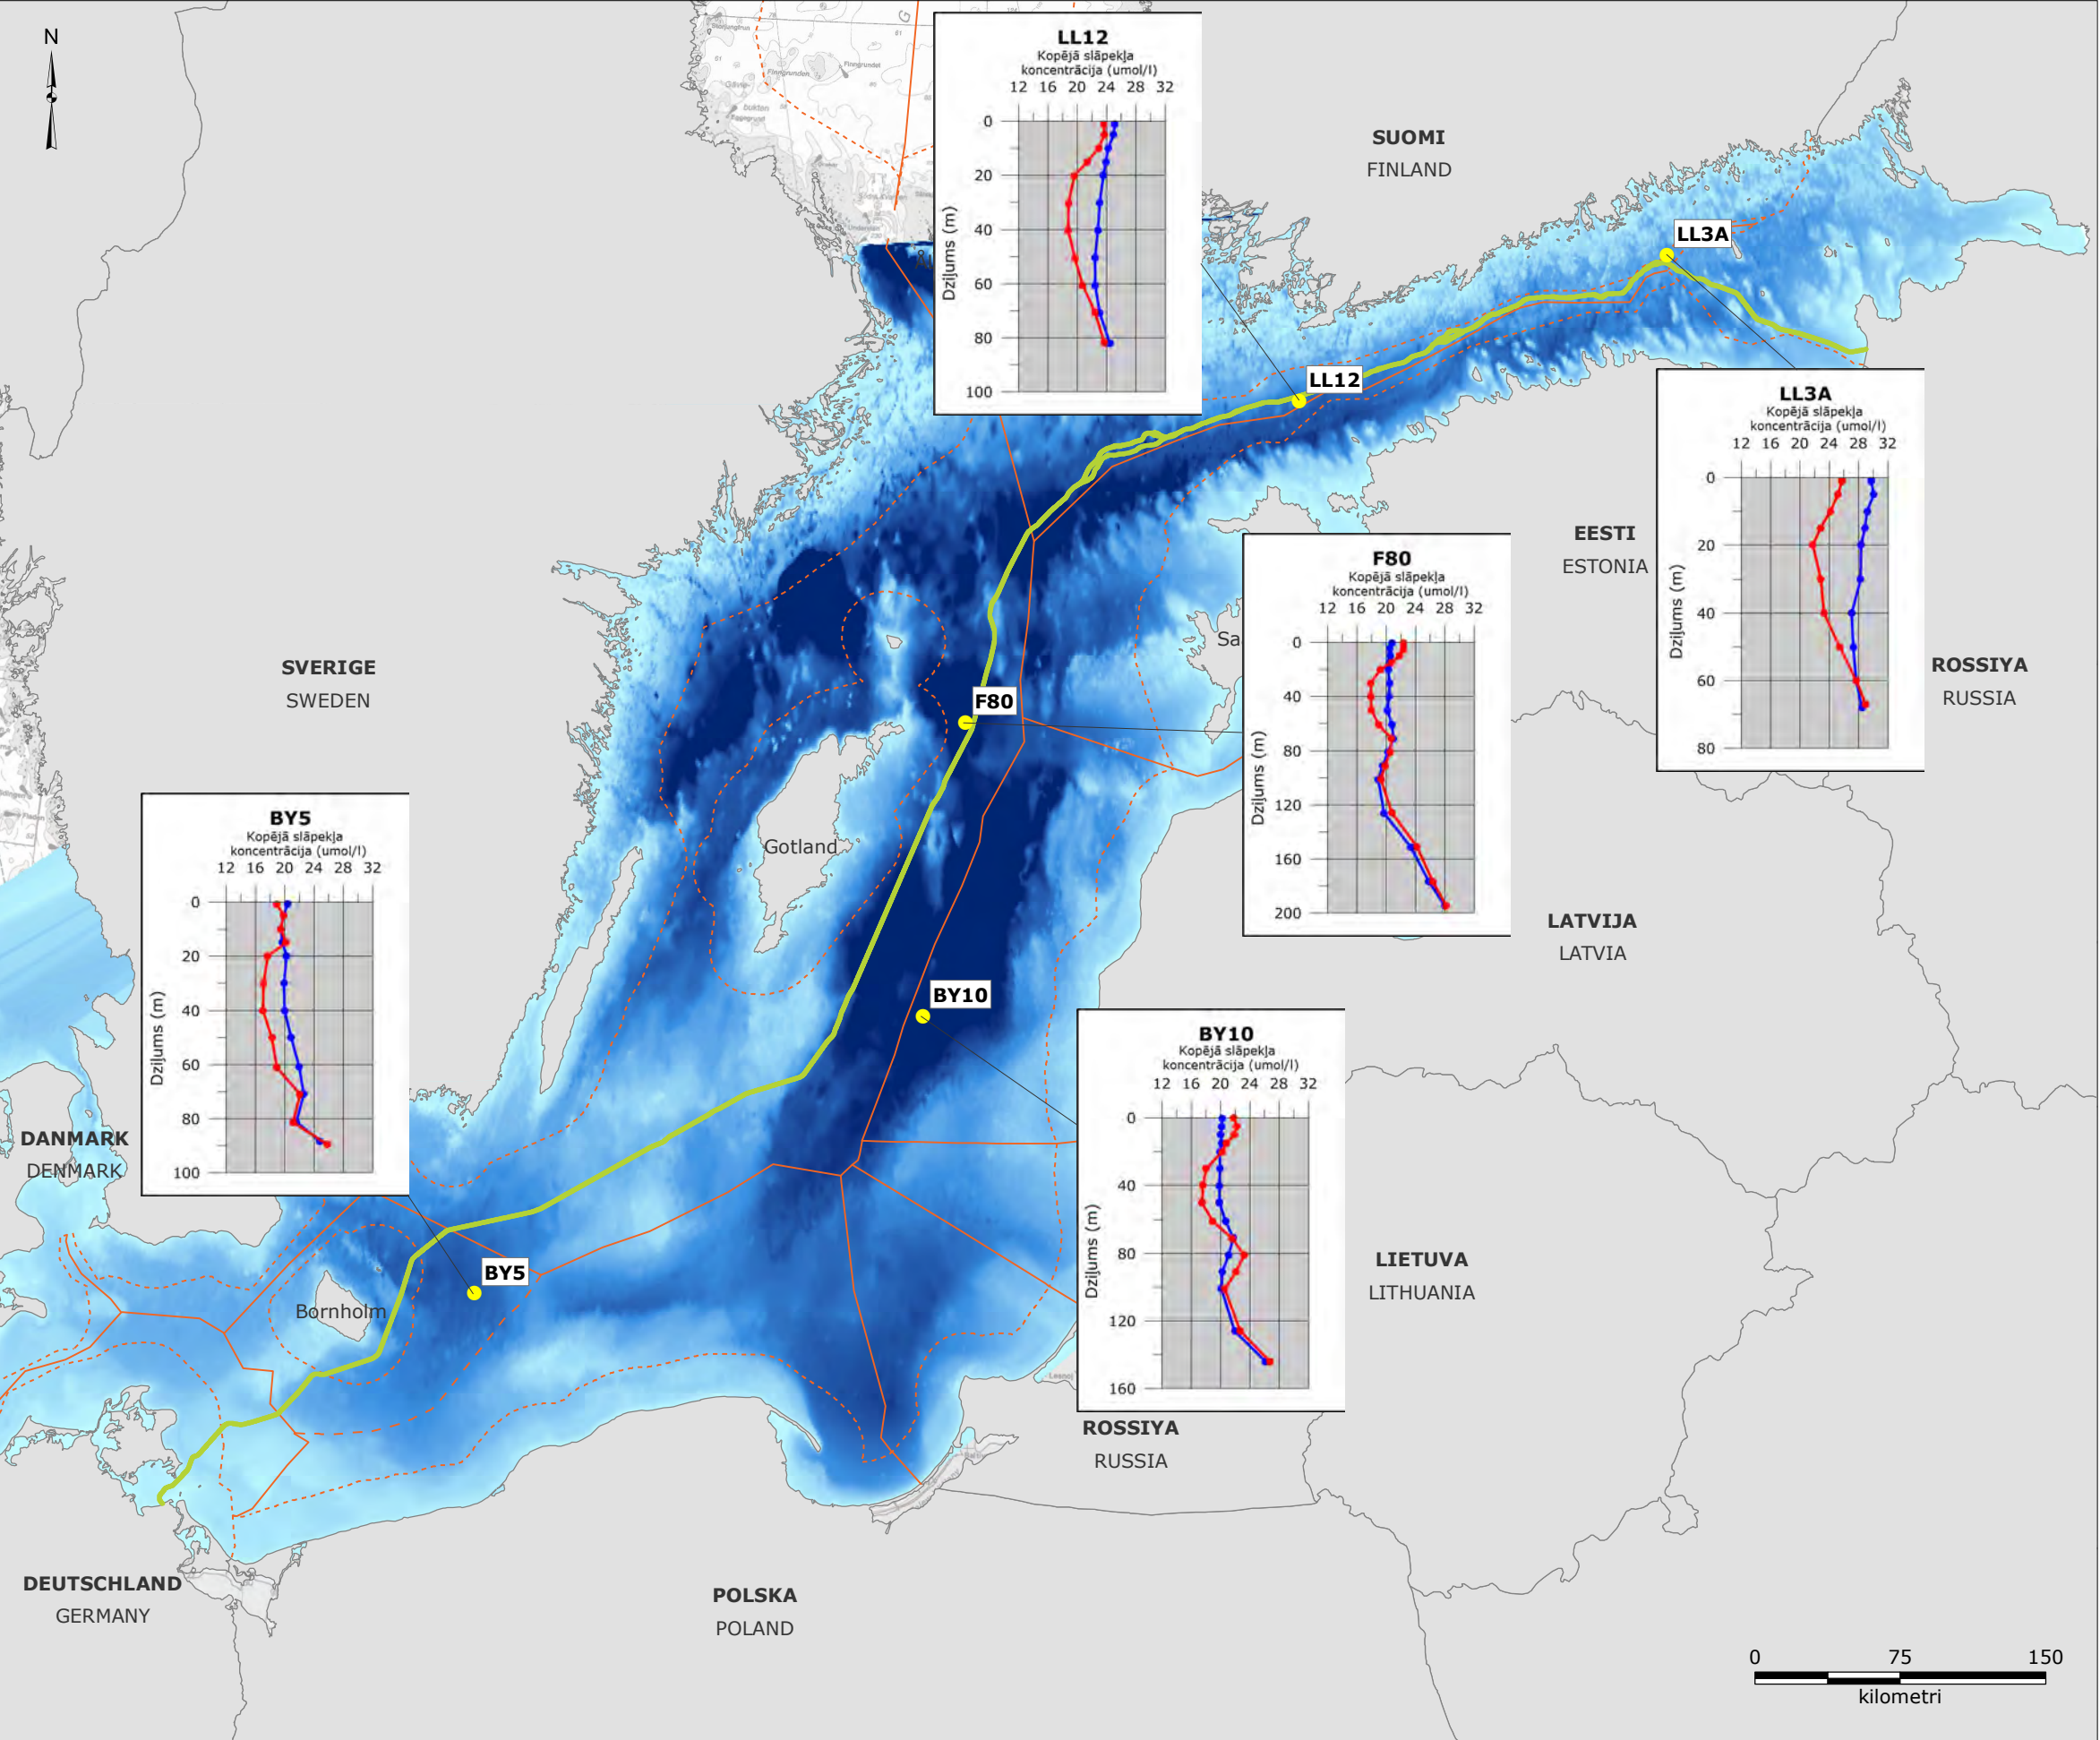 N
LL12
Kopējā slāpekļa
koncentrācija (umol/l)
12 16 20 24 28 32
0
20
40
60
80
100
Dziļums (m)
SUOMI
FINLAND
LL3A
LL12
LL3A
Kopējā slāpekļa
koncentrācija (umol/l)
12 16 20 24 28 32
0
20
40
60
80
Dziļums (m)
EESTI
ESTONIA
F80
Kopējā slāpekļa
koncentrācija (umol/l)
12 16 20 24 28 32
0
40
80
120
160
200
Dziļums (m)
Sa
ROSSIYA
RUSSIA
SVERIGE
SWEDEN
F80
BY5
Kopējā slāpekļa
koncentrācija (umol/l)
12 16 20 24 28 32
0
20
40
60
80
100
Dziļums (m)
Gotland
LATVIJA
LATVIA
BY10
BY10
Kopējā slāpekļa
koncentrācija (umol/l)
12 16 20 24 28 32
0
40
80
120
160
Dziļums (m)
DANMARK
DENMARK
BY5
Bornholm
LIETUVA
LITHUANIA
ROSSIYA
RUSSIA
DEUTSCHLAND
GERMANY
POLSKA
POLAND
0 75 150
kilometri